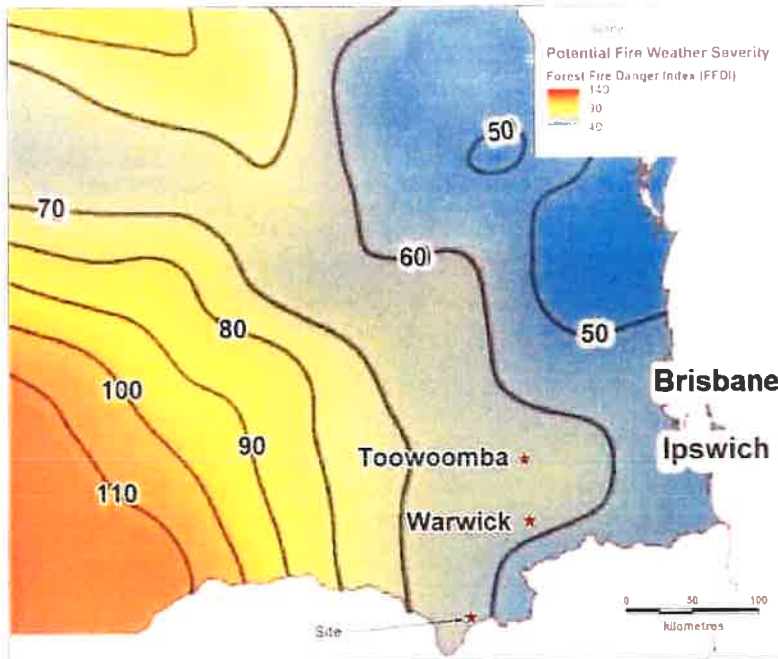 Potential Fire Weather Severity
Forest Fire Danger Index (FFDI)
140
90
40
50
70
60
80
50
Brisbane
100
90
Toowoomba
Ipswich
110
Warwick
0 50 100
kilometres
Site